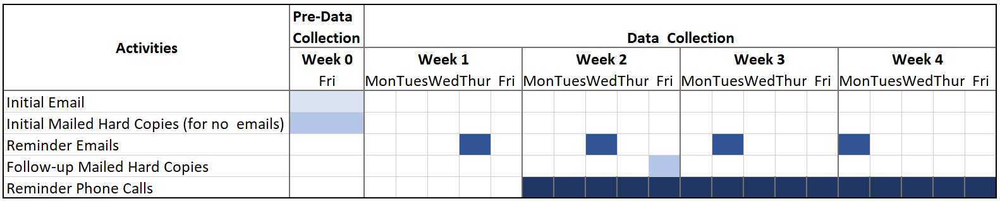 Pre-Data
Collection
Data Collection
Activities
Week 0
Week 1
Week 2
Week 3
Week 4
Fri
Mon Tues Wed Thur Fri
Mon Tues Wed Thur Fri
Mon Tues Wed Thur Fri
Mon Tues Wed Thur Fri
Initial Email
Initial Mailed Hard Copies (for no emails)
Reminder Emails
Follow-up Mailed Hard Copies
Reminder Phone Calls